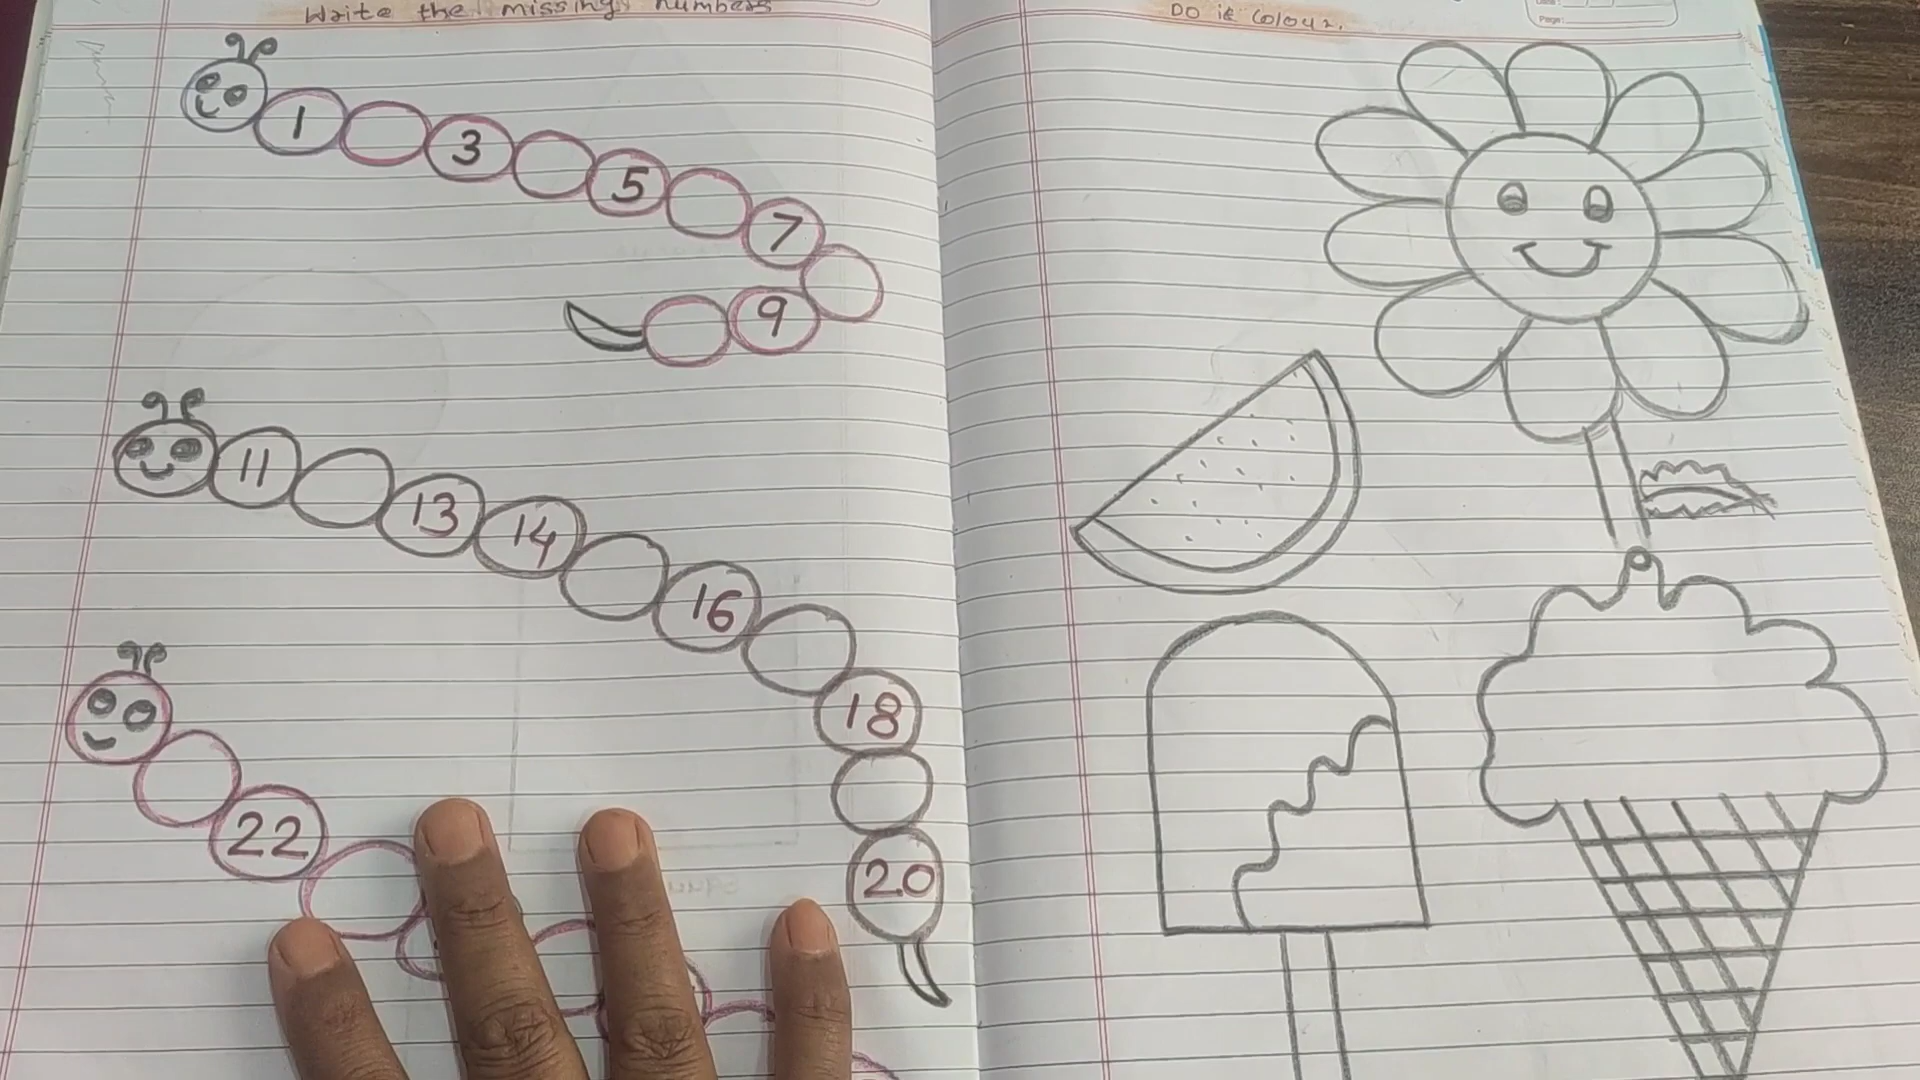 Write the missing numbers
1 3 5 7
9
11 13 14 16 18
20
22
Do it colour.
Page: